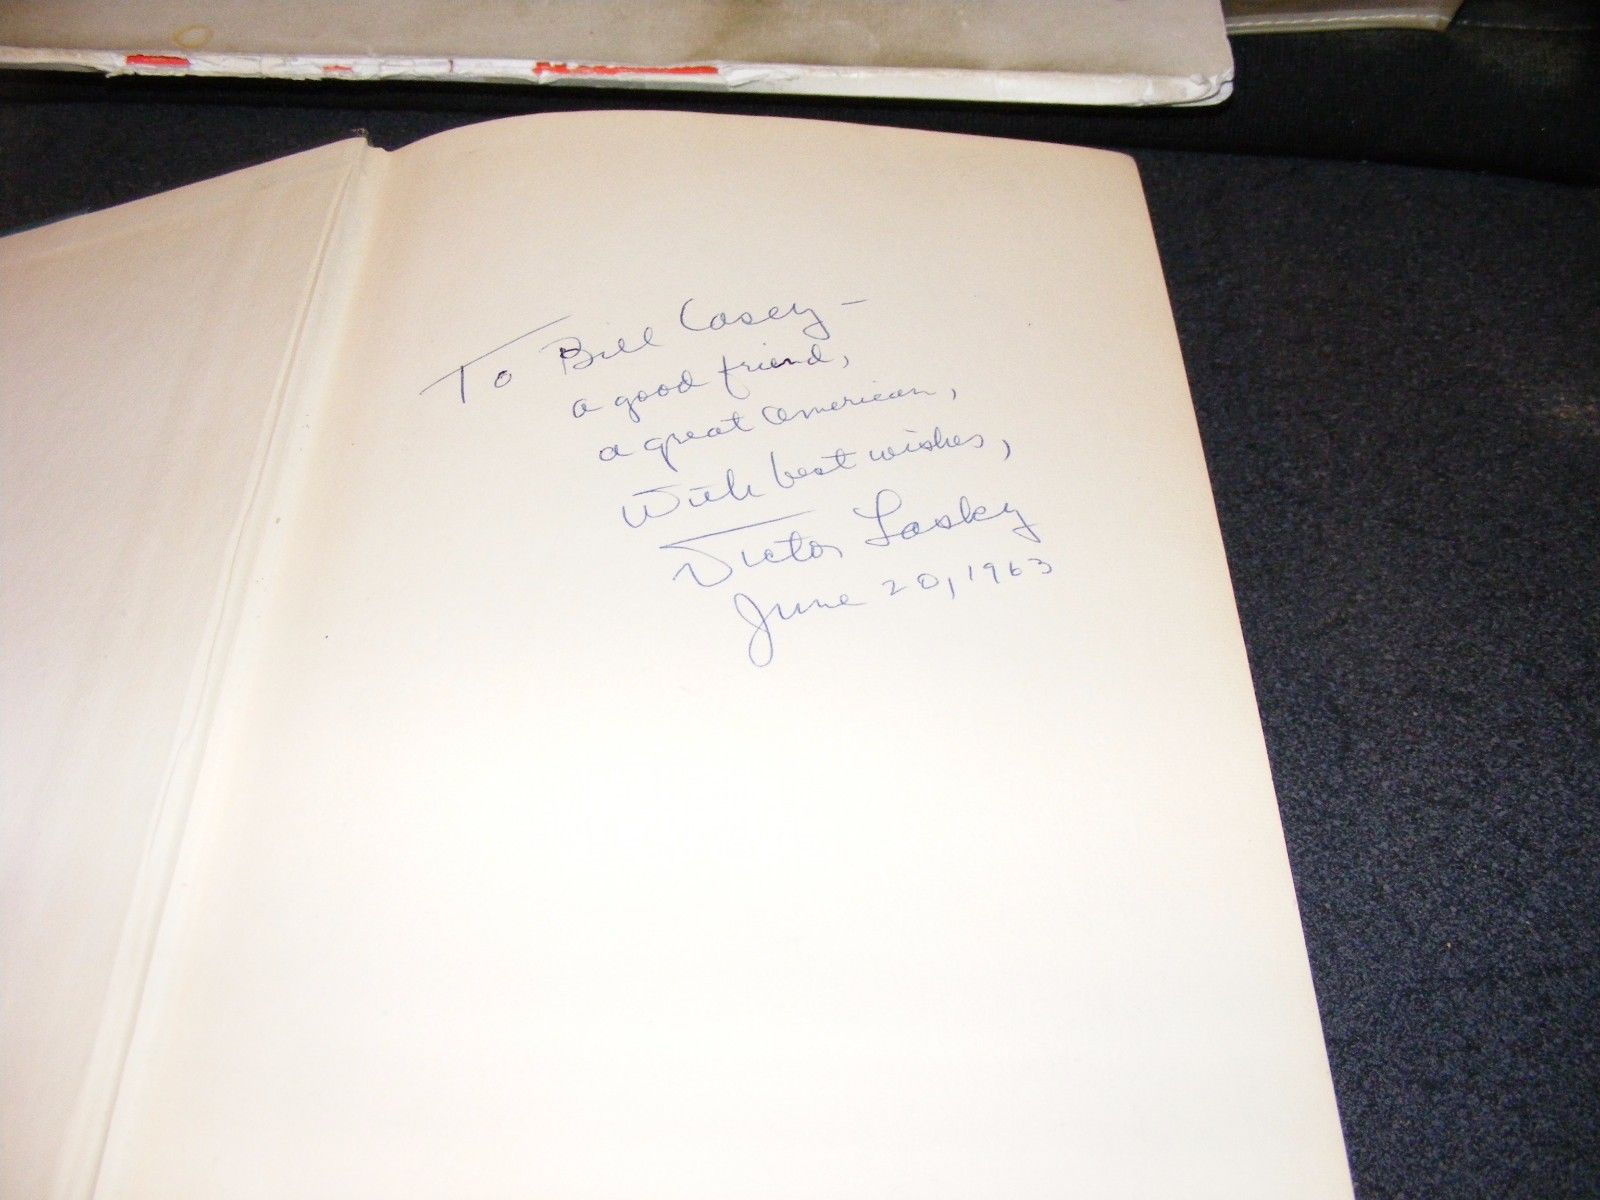 To Bill Casey —
a good friend,
a great American,
With best wishes,
Victor Lasky
June 20, 1963